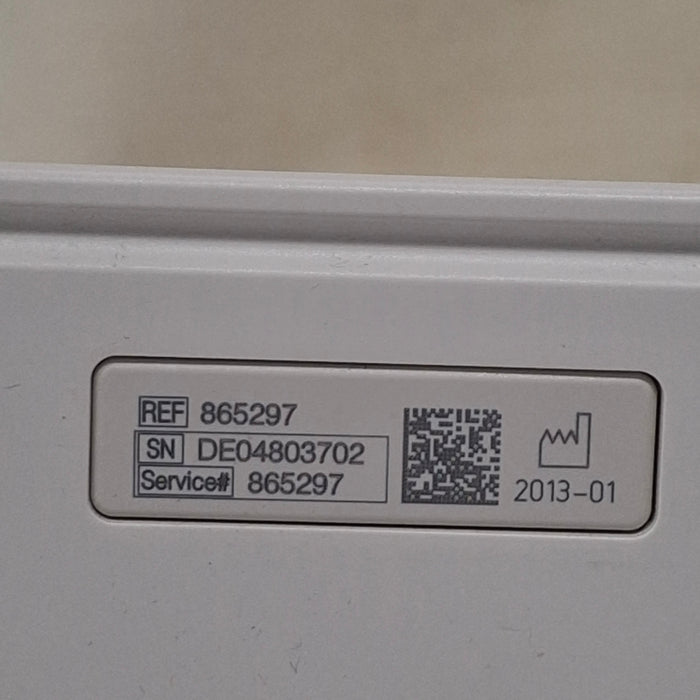 REF 865297
SN DE04803702
Service# 865297
2013-01